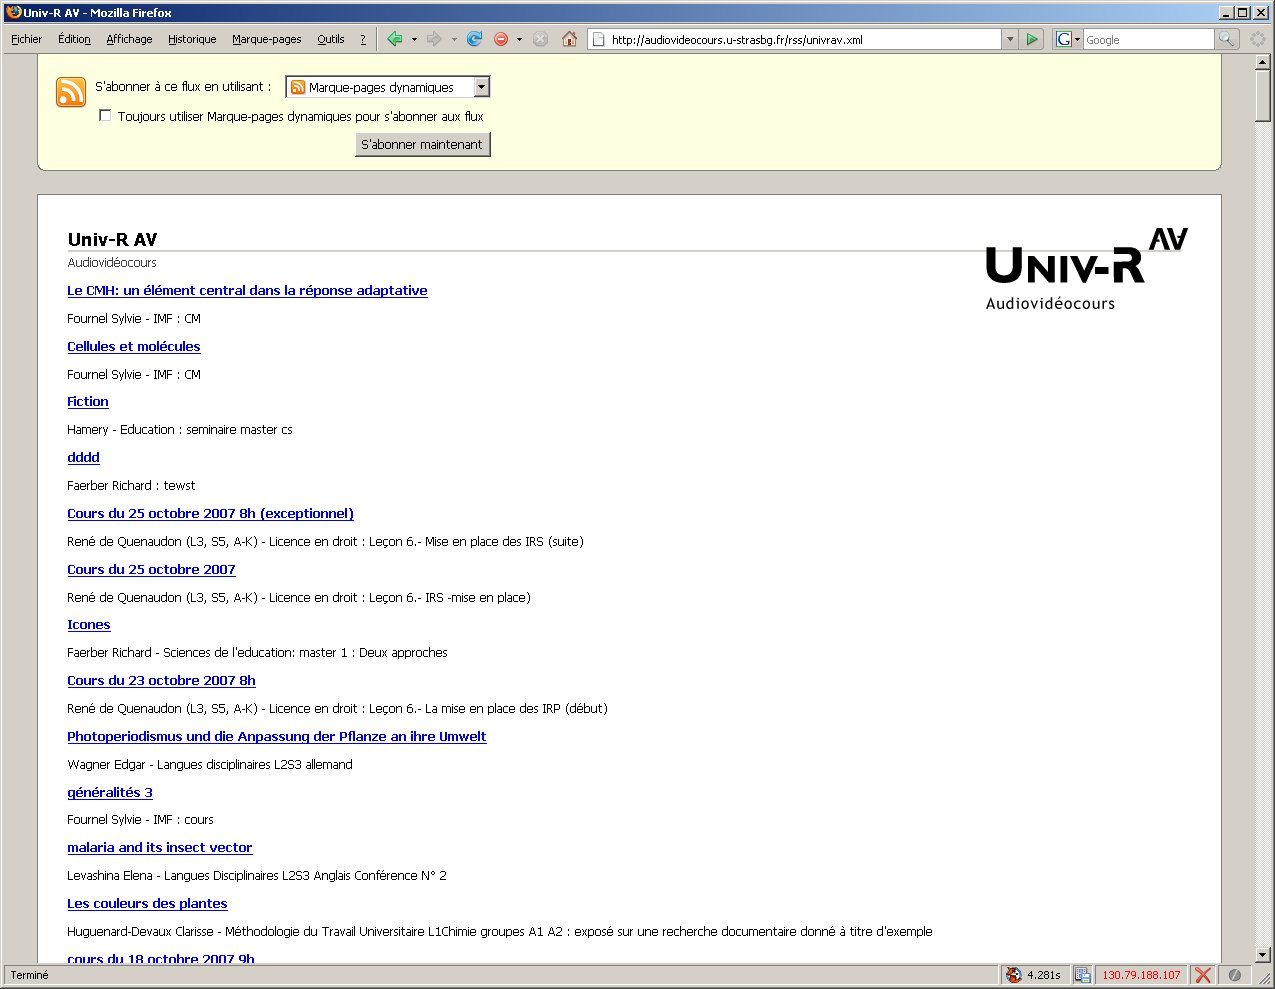 Univ-R AV - Mozilla Firefox
Fichier Édition Affichage Historique Marque-pages Outils ? http://audiovideocours.u-strasbg.fr/rss/univrav.xml G Google
S'abonner à ce flux en utilisant : Marque-pages dynamiques
Toujours utiliser Marque-pages dynamiques pour s'abonner aux flux
S'abonner maintenant
Univ-R AV
Audiovidéocours
UNIV-R AV
Audiovidéocours
Le CMH: un élément central dans la réponse adaptative
Fournel Sylvie - IMF : CM
Cellules et molécules
Fournel Sylvie - IMF : CM
Fiction
Hamery - Education : seminaire master cs
dddd
Faerber Richard : tewst
Cours du 25 octobre 2007 8h (exceptionnel)
René de Quenaudon (L3, S5, A-K) - Licence en droit : Leçon 6.- Mise en place des IRS (suite)
Cours du 25 octobre 2007
René de Quenaudon (L3, S5, A-K) - Licence en droit : Leçon 6.- IRS -mise en place)
Icones
Faerber Richard - Sciences de l'education: master 1 : Deux approches
Cours du 23 octobre 2007 8h
René de Quenaudon (L3, S5, A-K) - Licence en droit : Leçon 6.- La mise en place des IRP (début)
Photoperiodismus und die Anpassung der Pflanze an ihre Umwelt
Wagner Edgar - Langues disciplinaires L2S3 allemand
généralités 3
Fournel Sylvie - IMF : cours
malaria and its insect vector
Levashina Elena - Langues Disciplinaires L2S3 Anglais Conférence N° 2
Les couleurs des plantes
Huguenard-Devaux Clarisse - Méthodologie du Travail Universitaire L1Chimie groupes A1 A2 : exposé sur une recherche documentaire donné à titre d'exemple
cours du 18 octobre 2007 9h
Terminé 4.281s 130.79.188.107